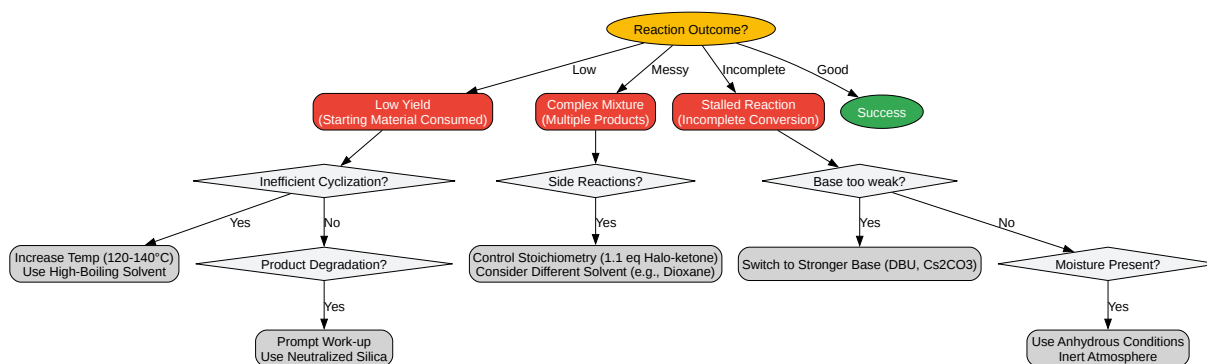 Reaction Outcome?
Low
Messy
Incomplete
Good
Low Yield
(Starting Material Consumed)
Complex Mixture
(Multiple Products)
Stalled Reaction
(Incomplete Conversion)
Success
Inefficient Cyclization?
Side Reactions?
Base too weak?
Yes
No
Yes
Yes
No
Increase Temp (120-140°C)
Use High-Boiling Solvent
Product Degradation?
Control Stoichiometry (1.1 eq Halo-ketone)
Consider Different Solvent (e.g., Dioxane)
Switch to Stronger Base (DBU, Cs2CO3)
Moisture Present?
Yes
Yes
Prompt Work-up
Use Neutralized Silica
Use Anhydrous Conditions
Inert Atmosphere